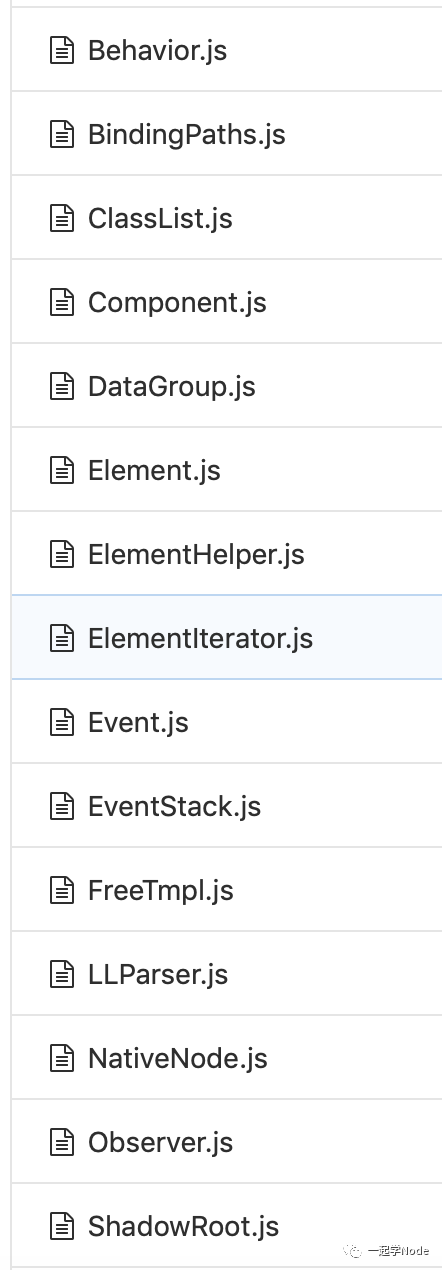 Behavior.js
BindingPaths.js
ClassList.js
Component.js
DataGroup.js
Element.js
ElementHelper.js
ElementIterator.js
Event.js
EventStack.js
FreeTmpl.js
LLParser.js
NativeNode.js
Observer.js
ShadowRoot.js
一起学Node